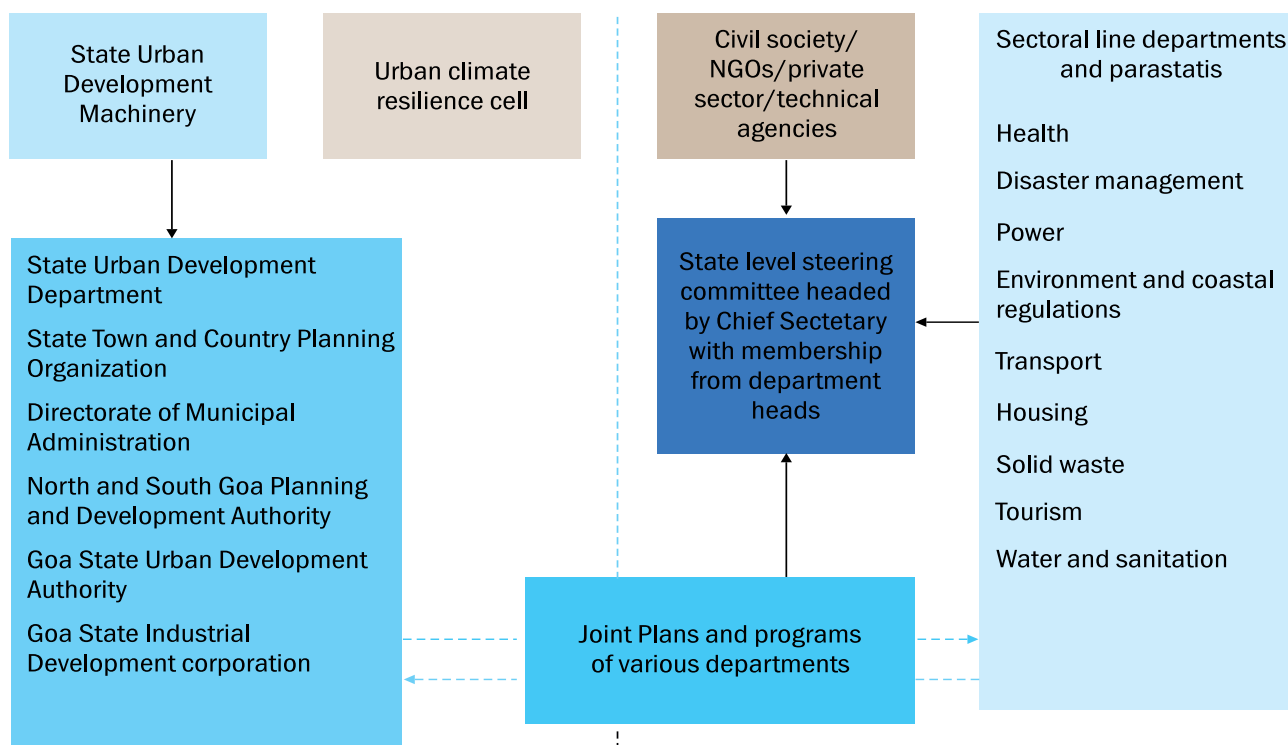 State Urban
Development
Machinery
Urban climate
resilience cell
Civil society/
NGOs/private
sector/technical
agencies
Sectoral line departments
and parastatis
Health
Disaster management
Power
Environment and coastal
regulations
Transport
Housing
Solid waste
Tourism
Water and sanitation
State Urban Development
Department
State Town and Country Planning
Organization
Directorate of Municipal
Administration
North and South Goa Planning
and Development Authority
Goa State Urban Development
Authority
Goa State Industrial
Development corporation
State level steering
committee headed
by Chief Sectetary
with membership
from department
heads
Joint Plans and programs
of various departments